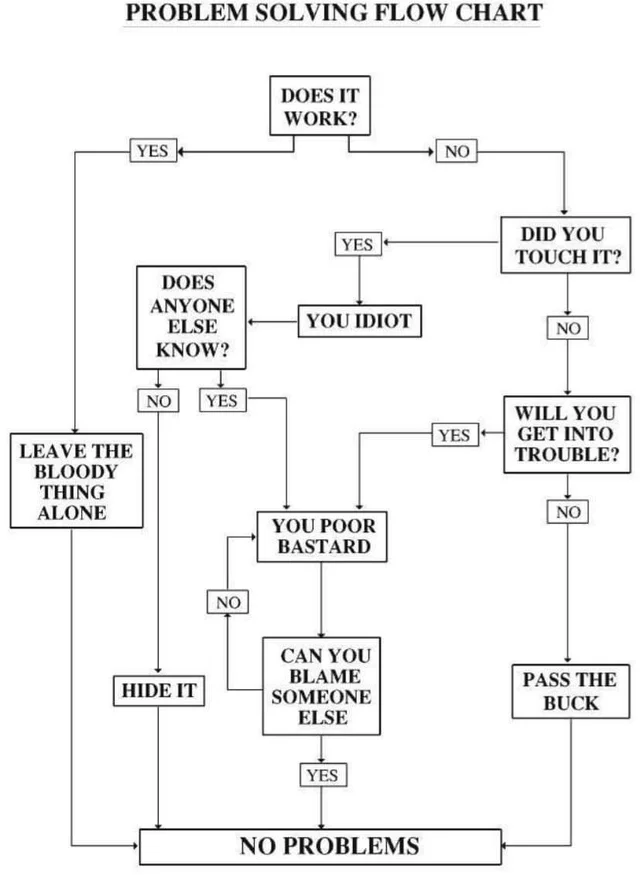 PROBLEM SOLVING FLOW CHART
DOES IT
WORK?
YES
NO
DID YOU
TOUCH IT?
YES
DOES
ANYONE
ELSE
KNOW?
YOU IDIOT
NO
NO
YES
WILL YOU
GET INTO
TROUBLE?
YES
LEAVE THE
BLOODY
THING
ALONE
NO
YOU POOR
BASTARD
NO
CAN YOU
BLAME
SOMEONE
ELSE
HIDE IT
PASS THE
BUCK
YES
NO PROBLEMS